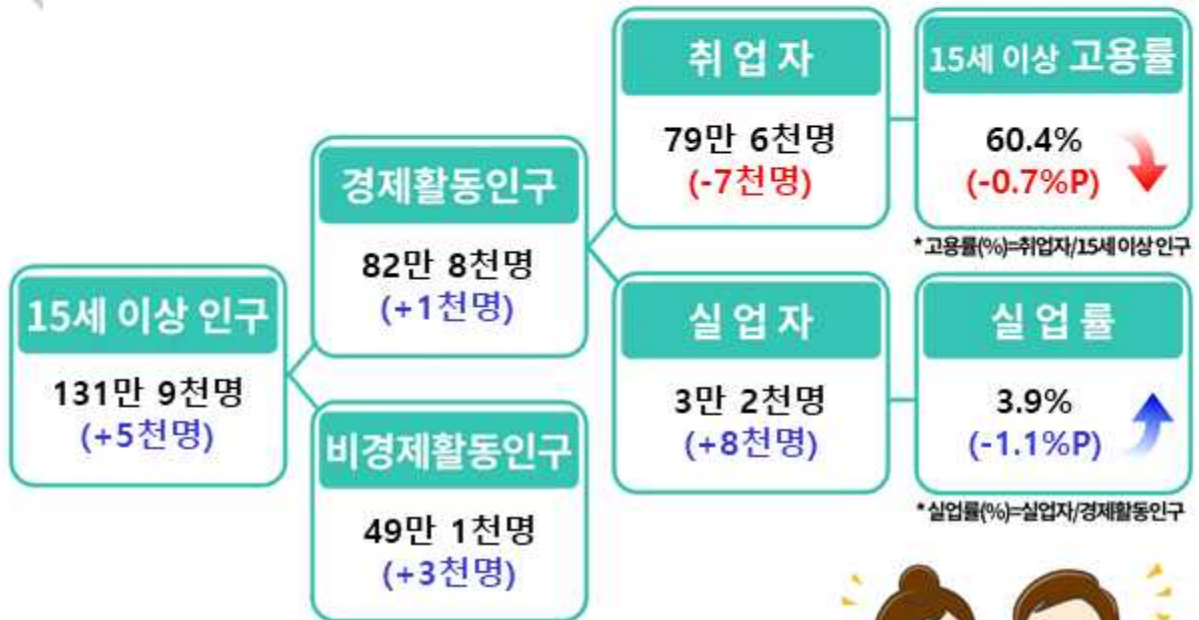 취업자
79만 6천명
(-7천명)
15세 이상 고용률
60.4%
(-0.7%P)
*고용률(%)=취업자/15세이상인구
경제활동인구
82만 8천명
(+1천명)
15세 이상 인구
131만 9천명
(+5천명)
실업자
3만 2천명
(+8천명)
실업률
3.9%
(-1.1%P)
*실업률(%)=실업자/경제활동인구
비경제활동인구
49만 1천명
(+3천명)